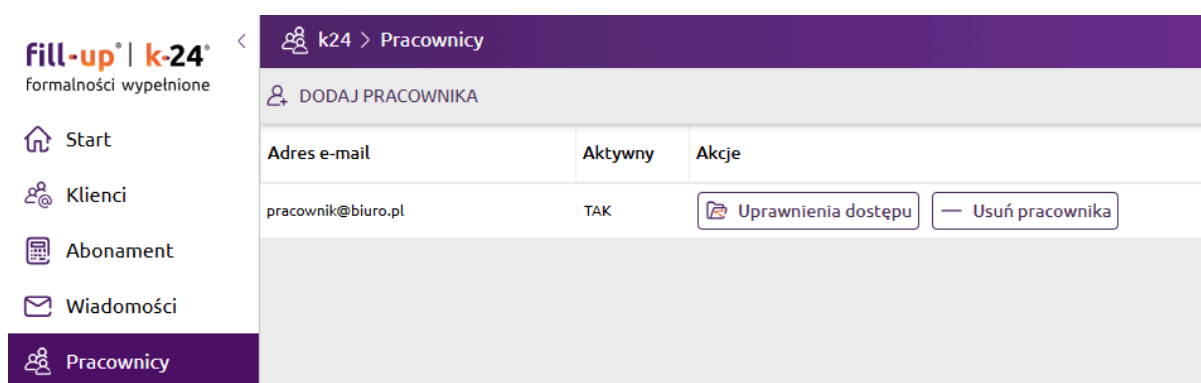 fill-up® | k-24®
formalności wypełnione
k24 > Pracownicy
DODAJ PRACOWNIKA
Start
Klienci
Abonament
Wiadomości
Pracownicy
Adres e-mail Aktywny Akcje
pracownik@biuro.pl TAK Uprawnienia dostępu Usuń pracownika